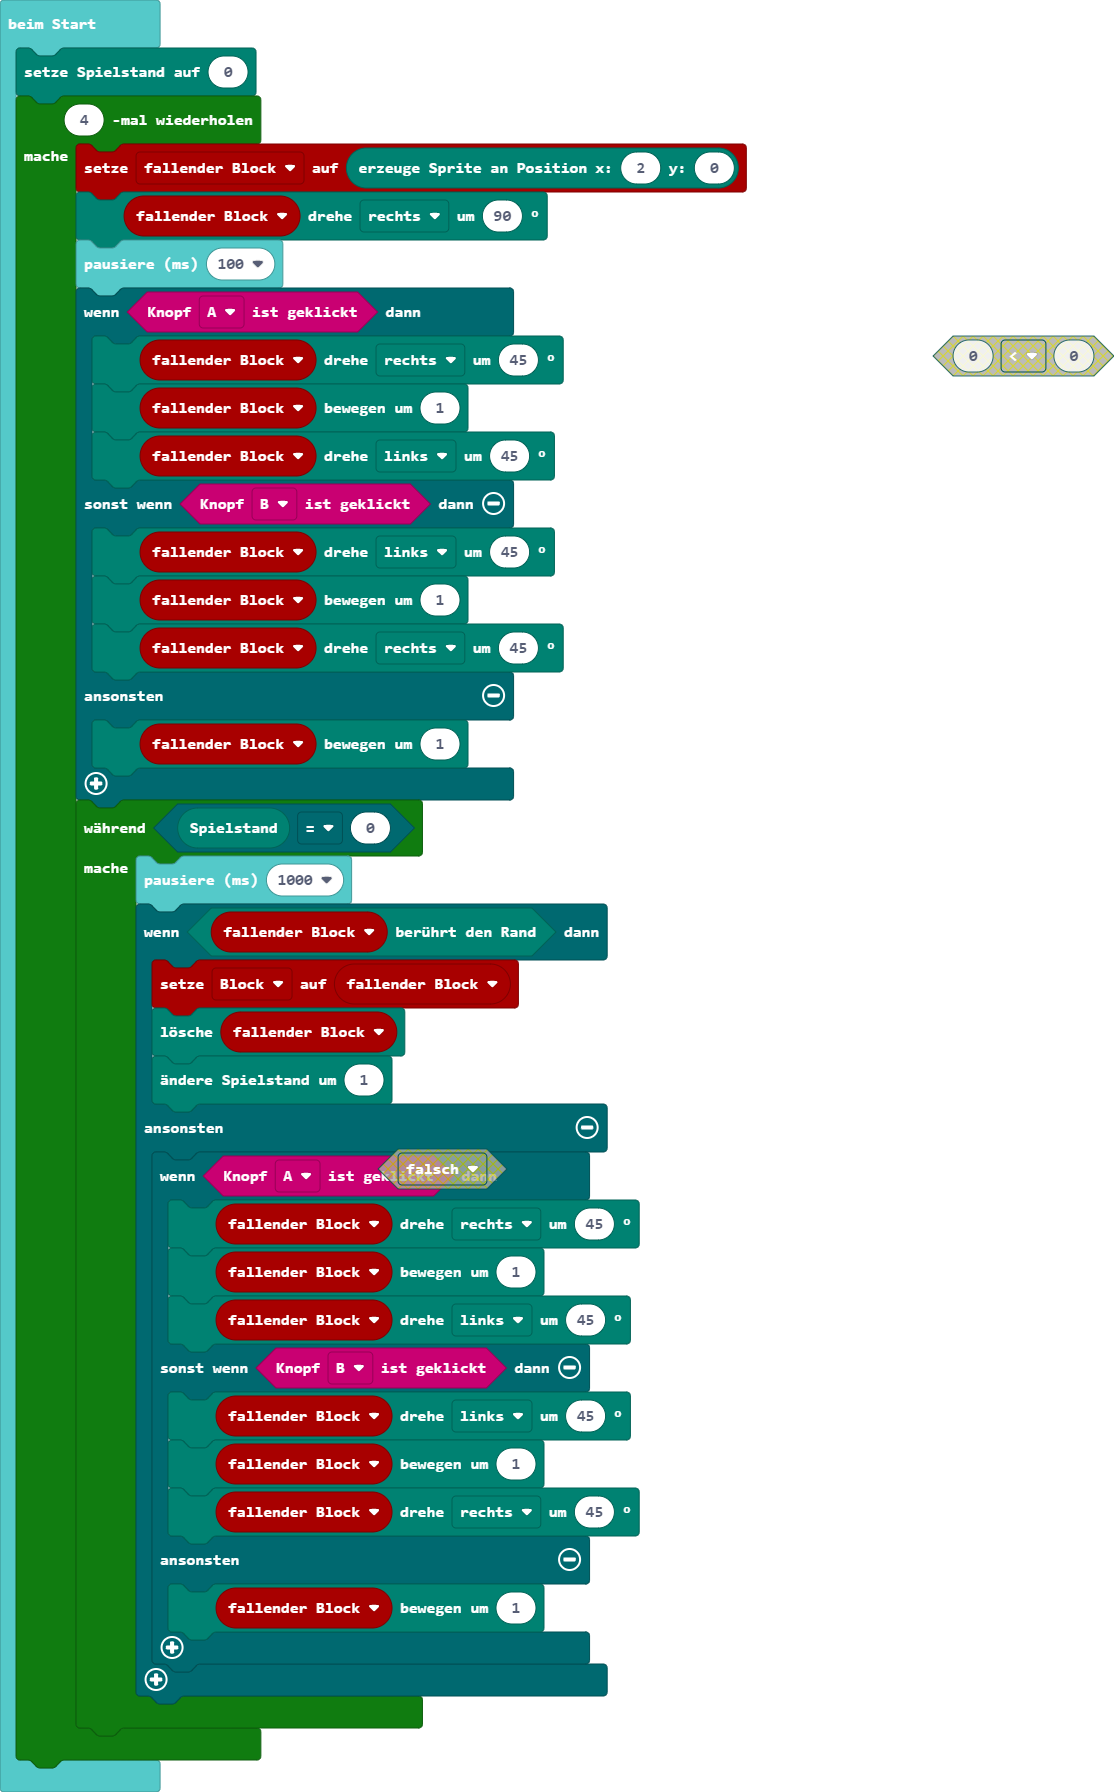 beim Start
setze Spielstand auf 0
4 -mal wiederholen
mache
setze fallender Block auf erzeuge Sprite an Position x: 2 y: 0
fallender Block drehe rechts um 90 °
pausiere (ms) 100
wenn Knopf A ist geklickt dann
fallender Block drehe rechts um 45 °
0 < 0
fallender Block bewegen um 1
fallender Block drehe links um 45 °
sonst wenn Knopf B ist geklickt dann
fallender Block drehe links um 45 °
fallender Block bewegen um 1
fallender Block drehe rechts um 45 °
ansonsten
fallender Block bewegen um 1
während Spielstand = 0
mache
pausiere (ms) 1000
wenn fallender Block berührt den Rand dann
setze Block auf fallender Block
lösche fallender Block
ändere Spielstand um 1
ansonsten
falsch
wenn Knopf A ist geklickt dann
fallender Block drehe rechts um 45 °
fallender Block bewegen um 1
fallender Block drehe links um 45 °
sonst wenn Knopf B ist geklickt dann
fallender Block drehe links um 45 °
fallender Block bewegen um 1
fallender Block drehe rechts um 45 °
ansonsten
fallender Block bewegen um 1